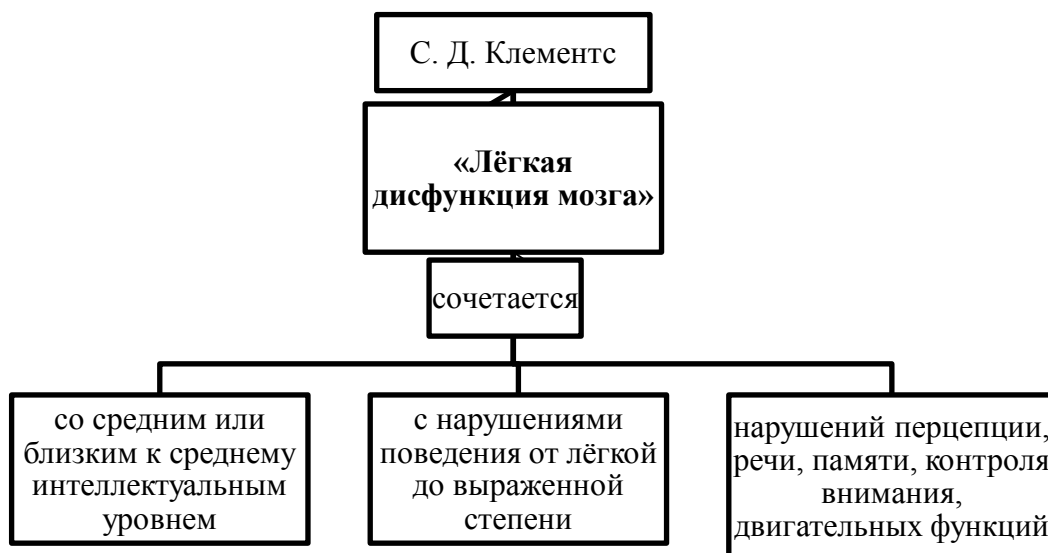 С. Д. Клементс
«Лёгкая
дисфункция мозга»
сочетается
со средним или
близким к среднему
интеллектуальным
уровнем
с нарушениями
поведения от лёгкой
до выраженной
степени
нарушений перцепции,
речи, памяти, контроля
внимания,
двигательных функций